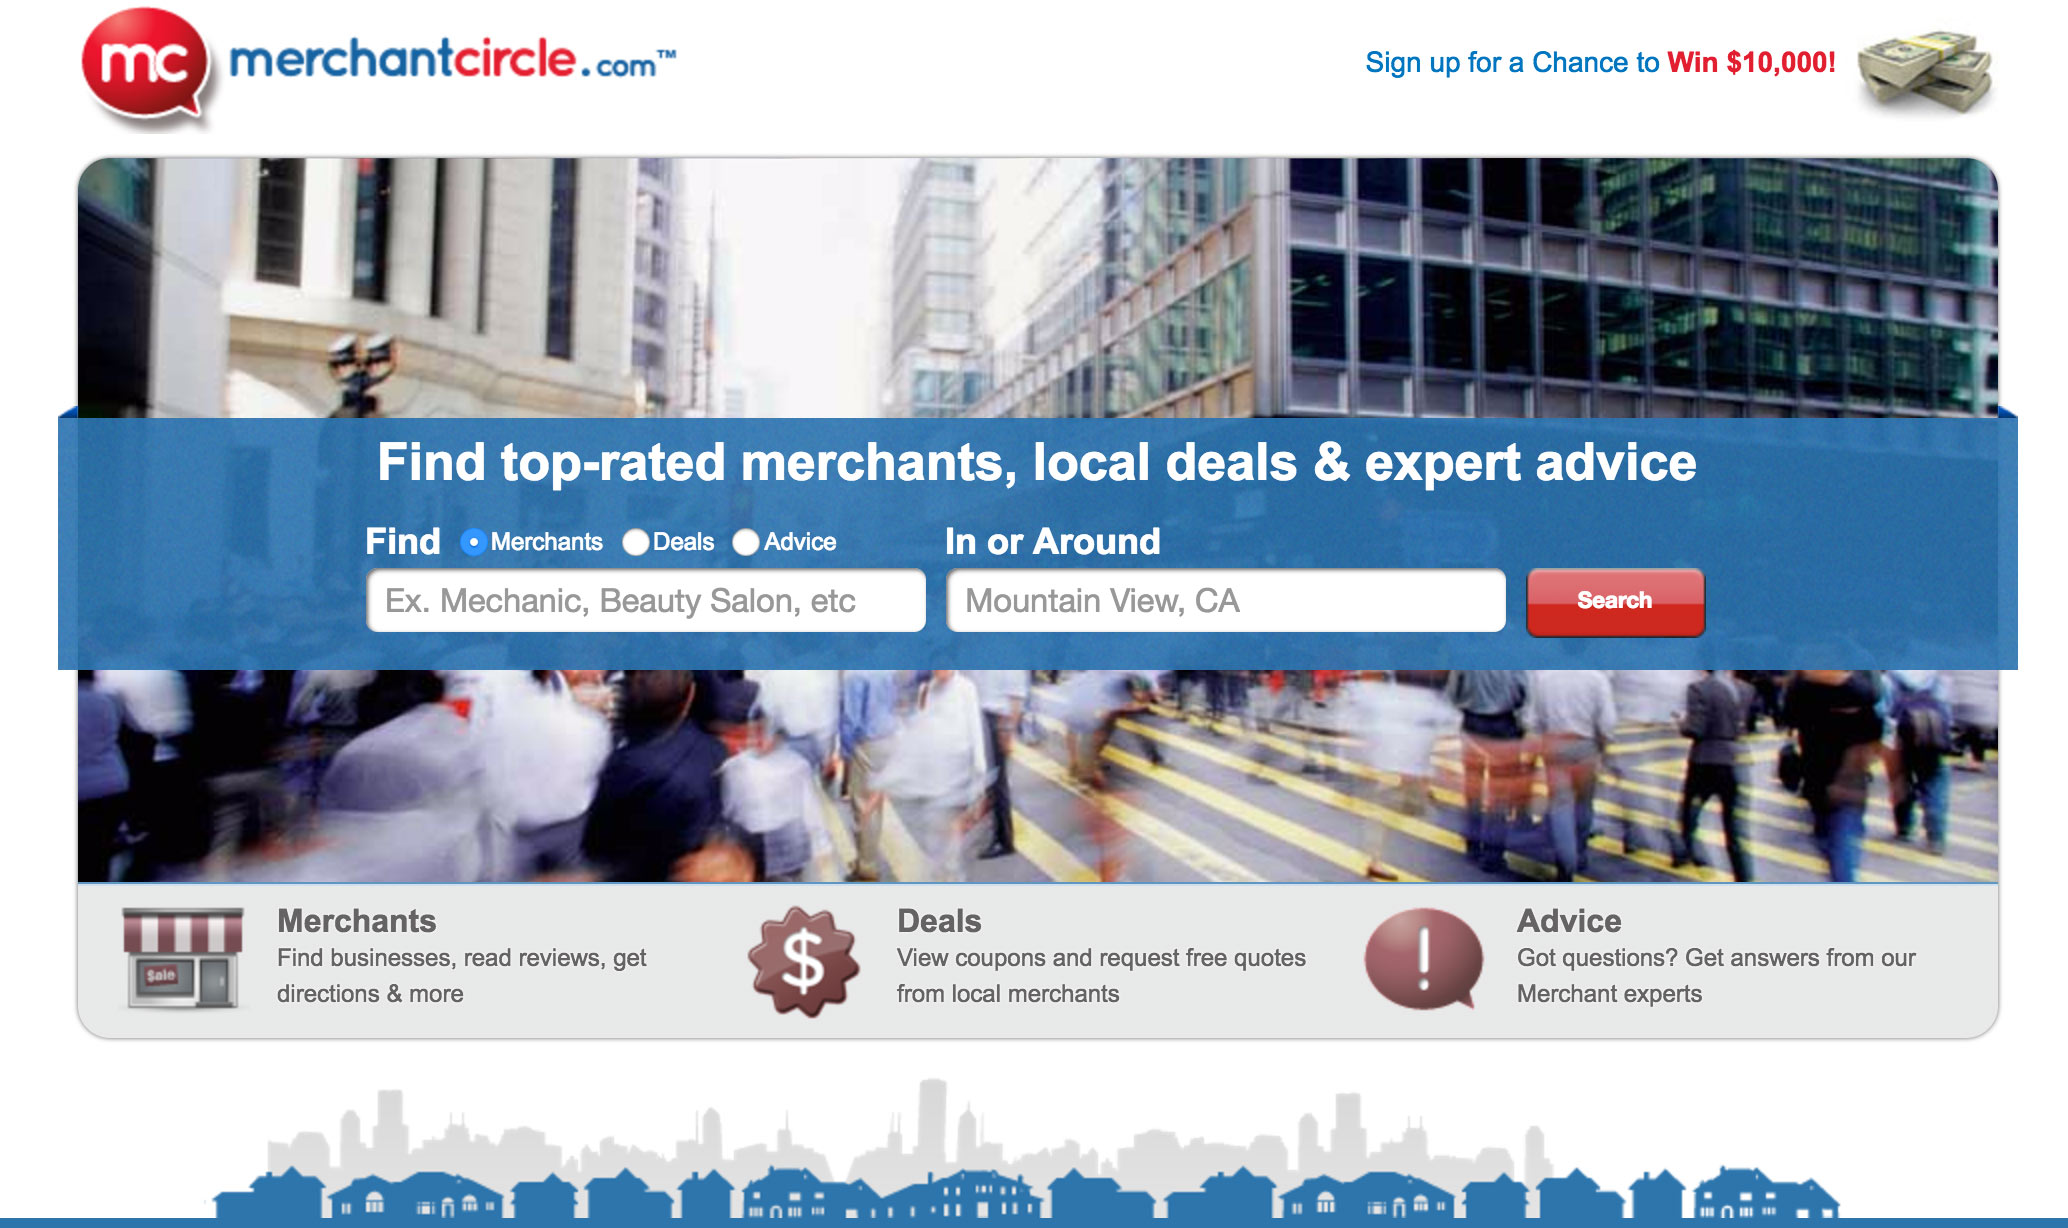 mc merchantcircle.com™
Sign up for a Chance to Win $10,000!
Find top-rated merchants, local deals & expert advice
Find Merchants Deals Advice
Ex. Mechanic, Beauty Salon, etc
In or Around
Mountain View, CA
Search
Sale
Merchants
Find businesses, read reviews, get
directions & more
$
Deals
View coupons and request free quotes
from local merchants
!
Advice
Got questions? Get answers from our
Merchant experts